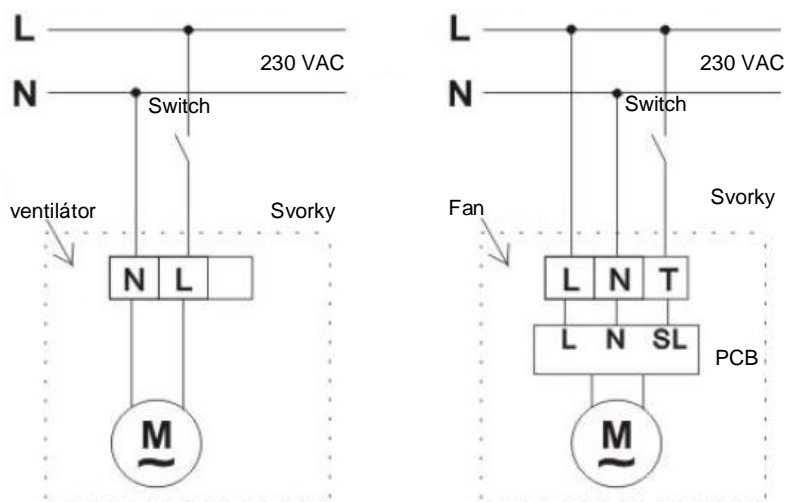 L
230 VAC
N
Switch
ventilátor
Svorky
N L
M
~
L
230 VAC
N
Switch
Fan
Svorky
L N T
L N SL
PCB
M
~